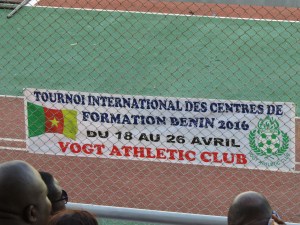 TOURNOI INTERNATIONAL DES CENTRES DE
FORMATION BENIN 2016
DU 18 AU 26 AVRIL
VOGT ATHLETIC CLUB